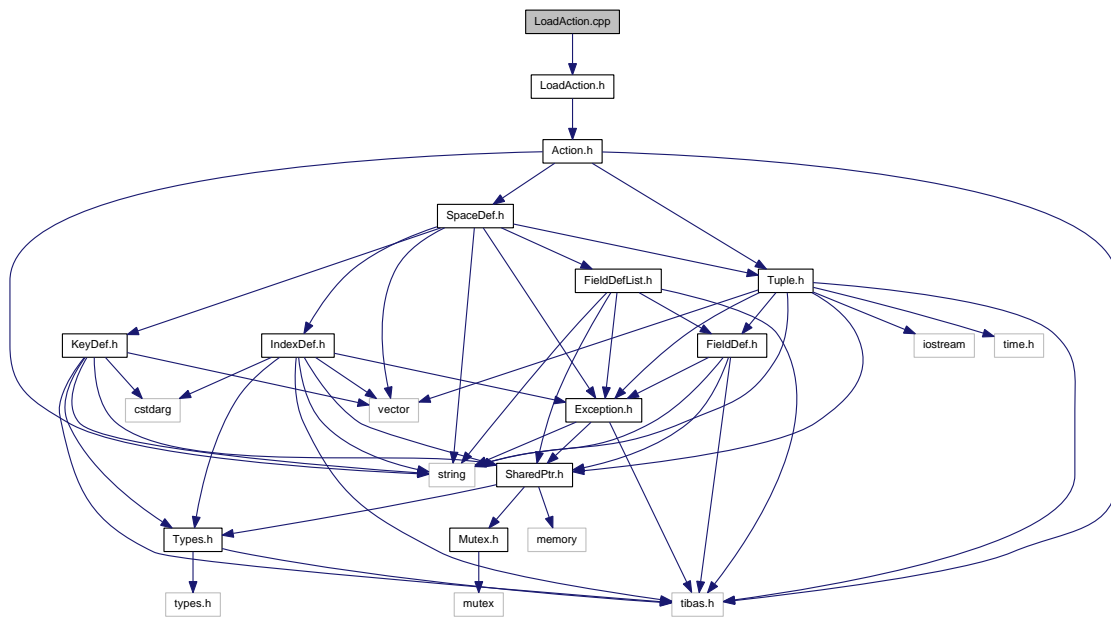 LoadAction.cpp
LoadAction.h
Action.h
SpaceDef.h
FieldDefList.h
Tuple.h
KeyDef.h
IndexDef.h
FieldDef.h
iostream
time.h
cstdarg
vector
Exception.h
string
SharedPtr.h
Types.h
Mutex.h
memory
types.h
mutex
tibas.h